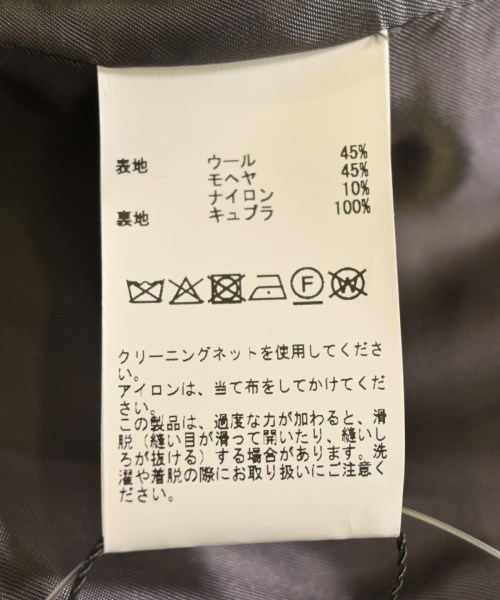 表地 ウール 45%
モヘヤ 45%
ナイロン 10%
裏地 キュプラ 100%
F W
クリーニングネットを使用してくださ
い。
アイロンは、当て布をしてかけてくだ
さい。
この製品は、過度な力が加わると、滑
脱(縫い目が滑って開いたり、縫いし
ろが抜ける)する場合があります。洗
濯や着脱の際にお取り扱いにご注意く
ださい。